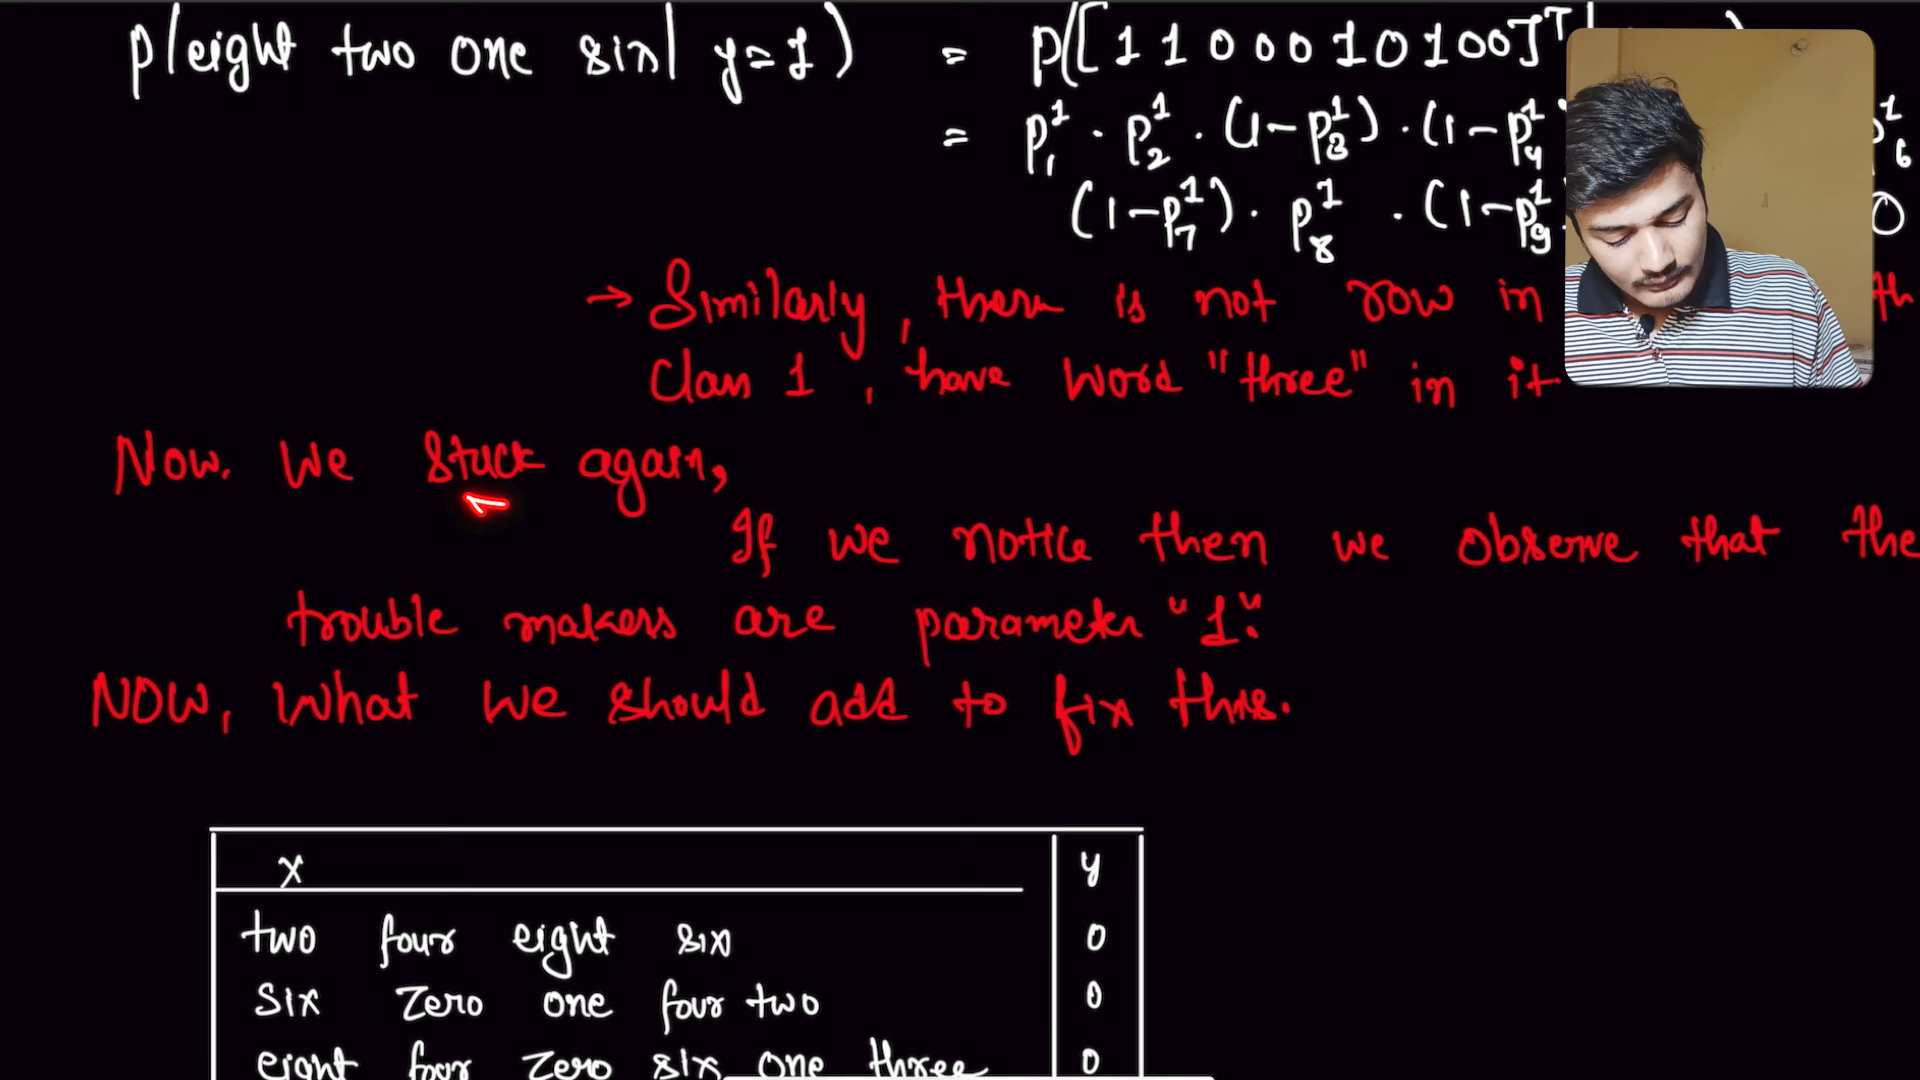 P(eight two one six| y=1) = P([1 1 0 0 0 1 0 1 0 0]ᵀ|
= p₁¹ · p₂¹ · (1-p₃¹) · (1-p₄¹ p₆¹
(1-p₇¹) · p₈¹ · (1-p₉¹ 0
→ Similarly, there is not row in th
Class 1, have word "three" in it
Now. We stuck again,
If we notice then we observe that the
trouble makers are parameter "1".
NOW, What we should add to fix this.
x y
two four eight six 0
Six Zero one four two 0
eight four zero six one three 0